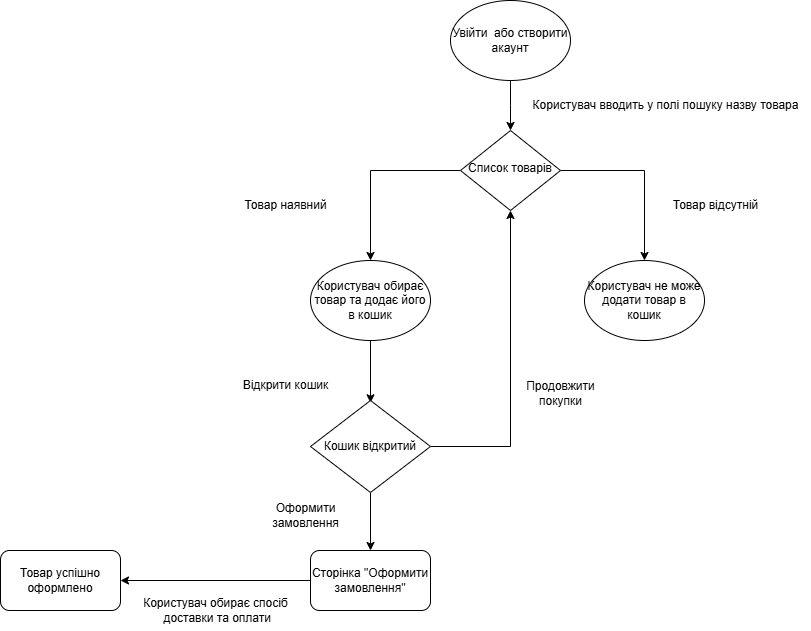 Увійти або створити
акаунт
Користувач вводить у полі пошуку назву товара
Список товарів
Товар наявний
Товар відсутній
Користувач обирає
товар та додає його
в кошик
Користувач не може
додати товар в
кошик
Відкрити кошик
Продовжити
покупки
Кошик відкритий
Оформити
замовлення
Товар успішно
оформлено
Сторінка "Оформити
замовлення"
Користувач обирає спосіб
доставки та оплати